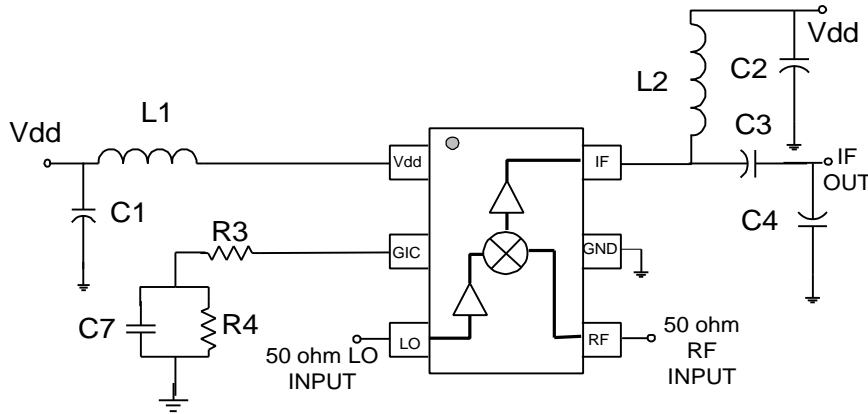 Vdd
L2
C2
L1
Vdd
C3
Vdd
IF
IF
OUT
C1
R3
C4
GIC
GND
C7
R4
LO
RF
50 ohm LO
INPUT
50 ohm
RF
INPUT